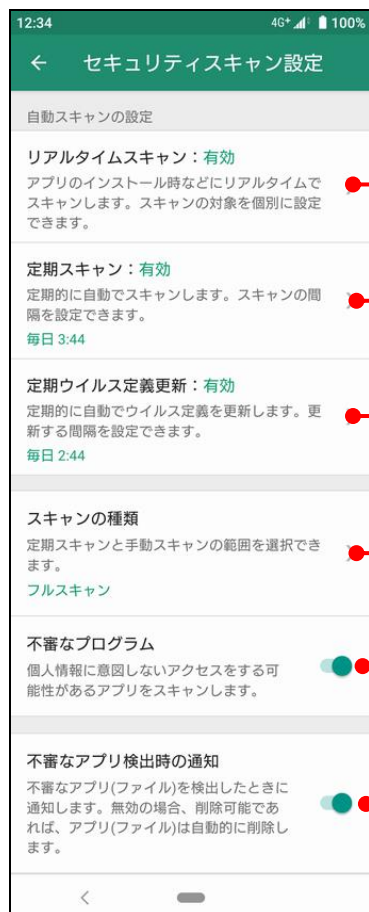 12:34 4G+ 100%
セキュリティスキャン設定
自動スキャンの設定
リアルタイムスキャン：有効
アプリのインストール時などにリアルタイムで
スキャンします。スキャンの対象を個別に設定
できます。
定期スキャン：有効
定期的に自動でスキャンします。スキャンの間
隔を設定できます。
毎日 3:44
定期ウイルス定義更新：有効
定期的に自動でウイルス定義を更新します。更
新する間隔を設定できます。
毎日 2:44
スキャンの種類
定期スキャンと手動スキャンの範囲を選択でき
ます。
フルスキャン
不審なプログラム
個人情報に意図しないアクセスをする可
能性があるアプリをスキャンします。
不審なアプリ検出時の通知
不審なアプリ(ファイル)を検出したときに
通知します。無効の場合、削除可能であ
れば、アプリ(ファイル)は自動的に削除し
ます。